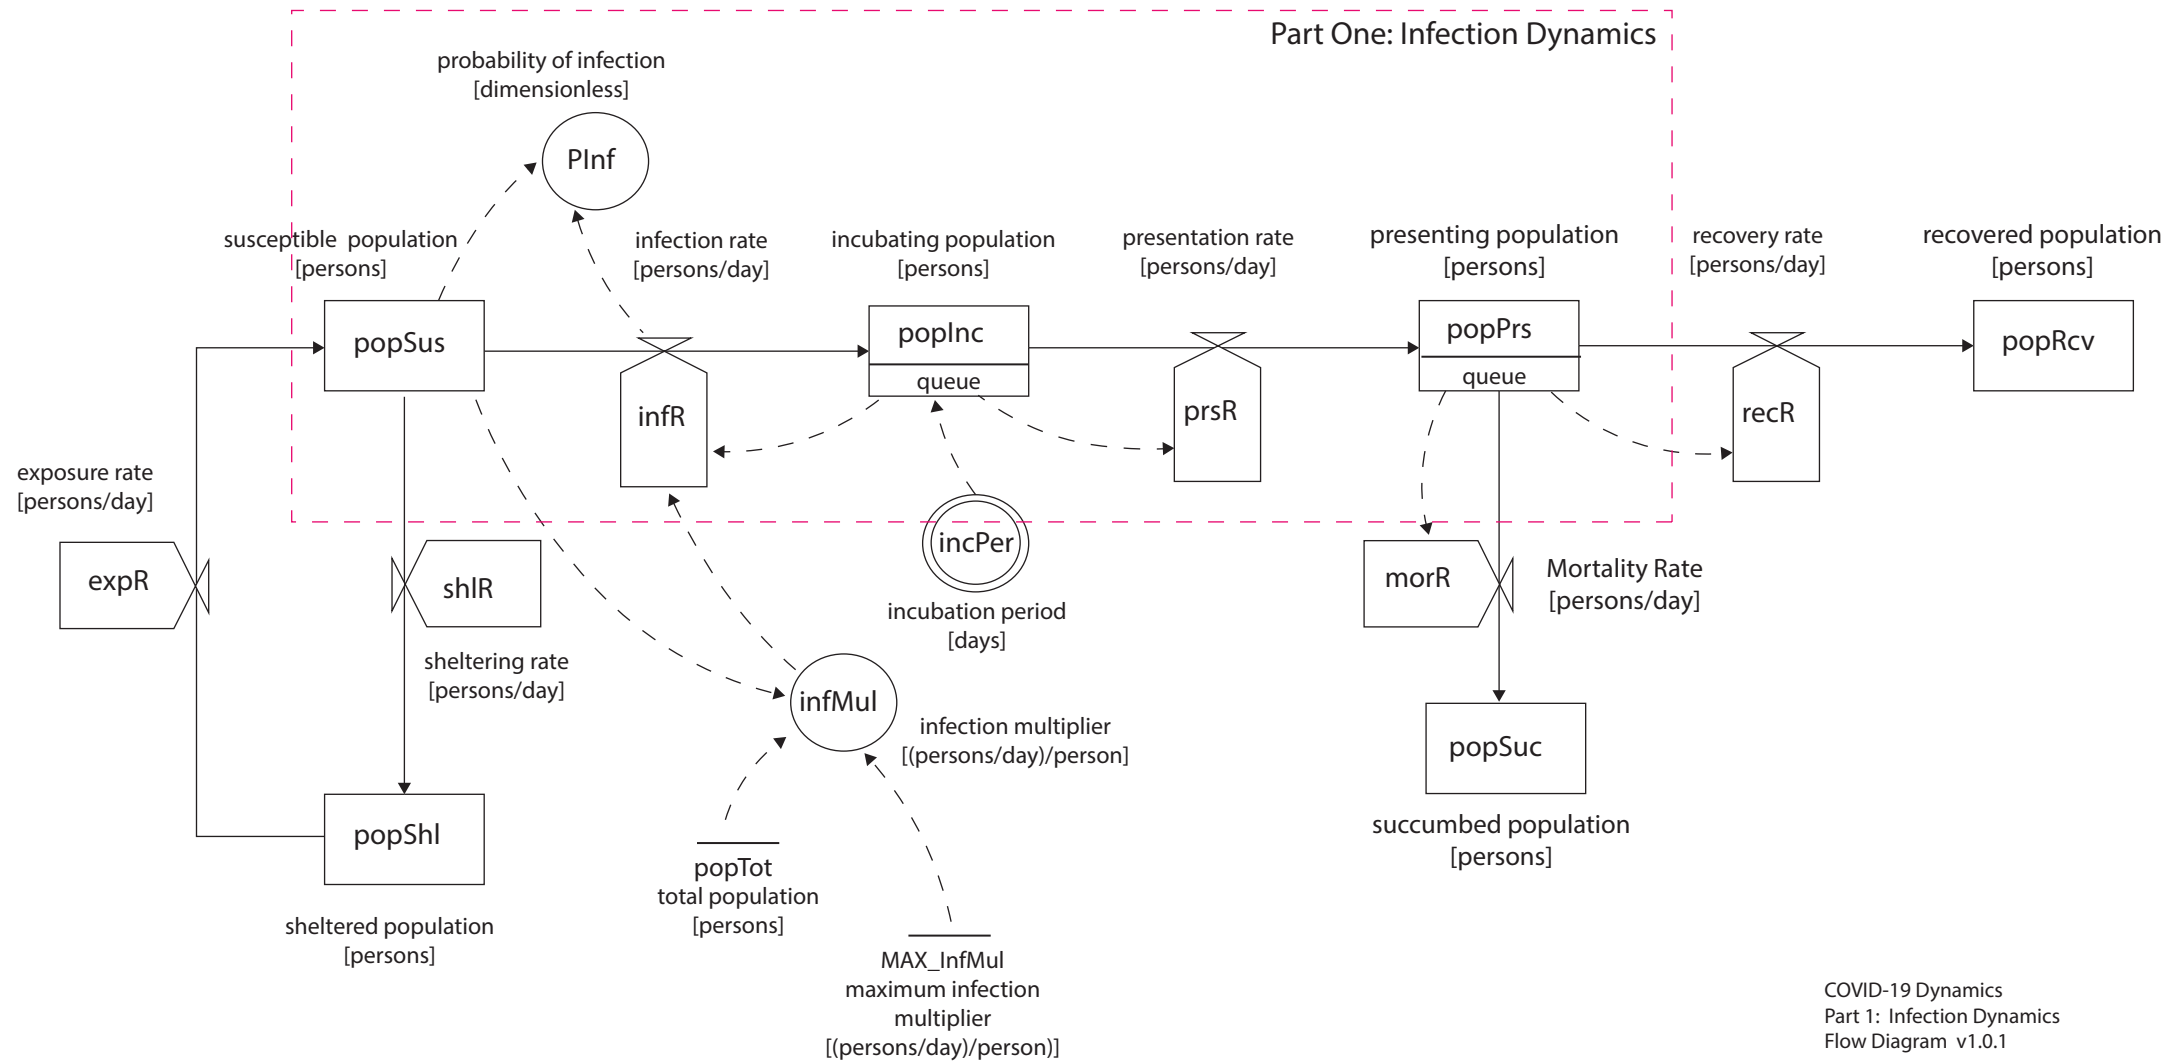 Part One: Infection Dynamics
probability of infection
[dimensionless]
PInf
susceptible population
[persons]
infection rate
[persons/day]
incubating population
[persons]
presentation rate
[persons/day]
presenting population
[persons]
recovery rate
[persons/day]
recovered population
[persons]
popSus
infR
popInc
queue
prsR
popPrs
queue
recR
popRcv
exposure rate
[persons/day]
expR
shlR
sheltering rate
[persons/day]
incPer
incubation period
[days]
morR
Mortality Rate
[persons/day]
infMul
infection multiplier
[(persons/day)/person]
popSuc
succumbed population
[persons]
popShl
sheltered population
[persons]
popTot
total population
[persons]
MAX_InfMul
maximum infection
multiplier
[(persons/day)/person)]
COVID-19 Dynamics
Part 1: Infection Dynamics
Flow Diagram v1.0.1